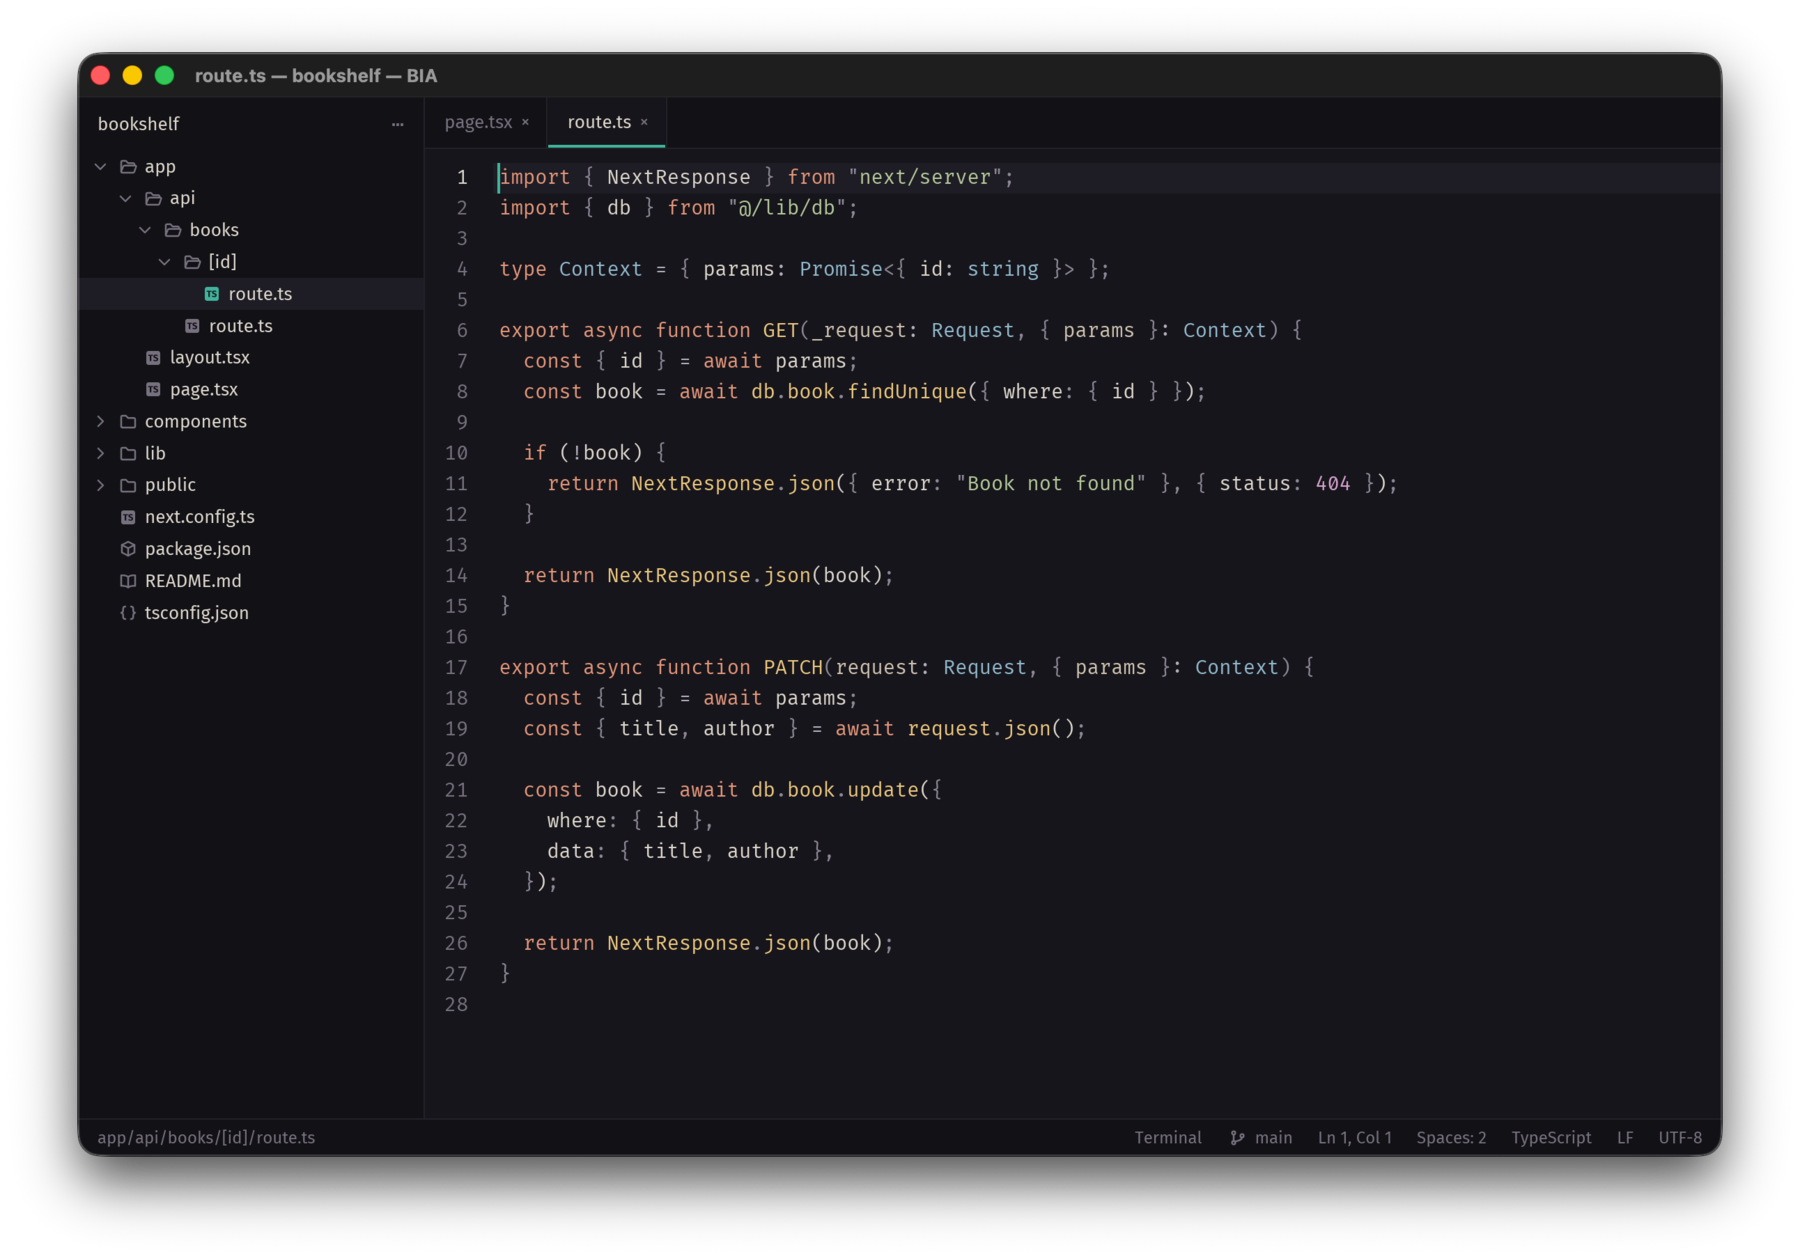 route.ts — bookshelf — BIA
bookshelf
app
api
books
[id]
route.ts
route.ts
layout.tsx
page.tsx
components
lib
public
next.config.ts
package.json
README.md
tsconfig.json
page.tsx × route.ts ×
1 import { NextResponse } from "next/server";
2 import { db } from "@/lib/db";
3
4 type Context = { params: Promise<{ id: string }> };
5
6 export async function GET(_request: Request, { params }: Context) {
7   const { id } = await params;
8   const book = await db.book.findUnique({ where: { id } });
9
10   if (!book) {
11     return NextResponse.json({ error: "Book not found" }, { status: 404 });
12   }
13
14   return NextResponse.json(book);
15 }
16
17 export async function PATCH(request: Request, { params }: Context) {
18   const { id } = await params;
19   const { title, author } = await request.json();
20
21   const book = await db.book.update({
22     where: { id },
23     data: { title, author },
24   });
25
26   return NextResponse.json(book);
27 }
28
app/api/books/[id]/route.ts Terminal main Ln 1, Col 1 Spaces: 2 TypeScript LF UTF-8